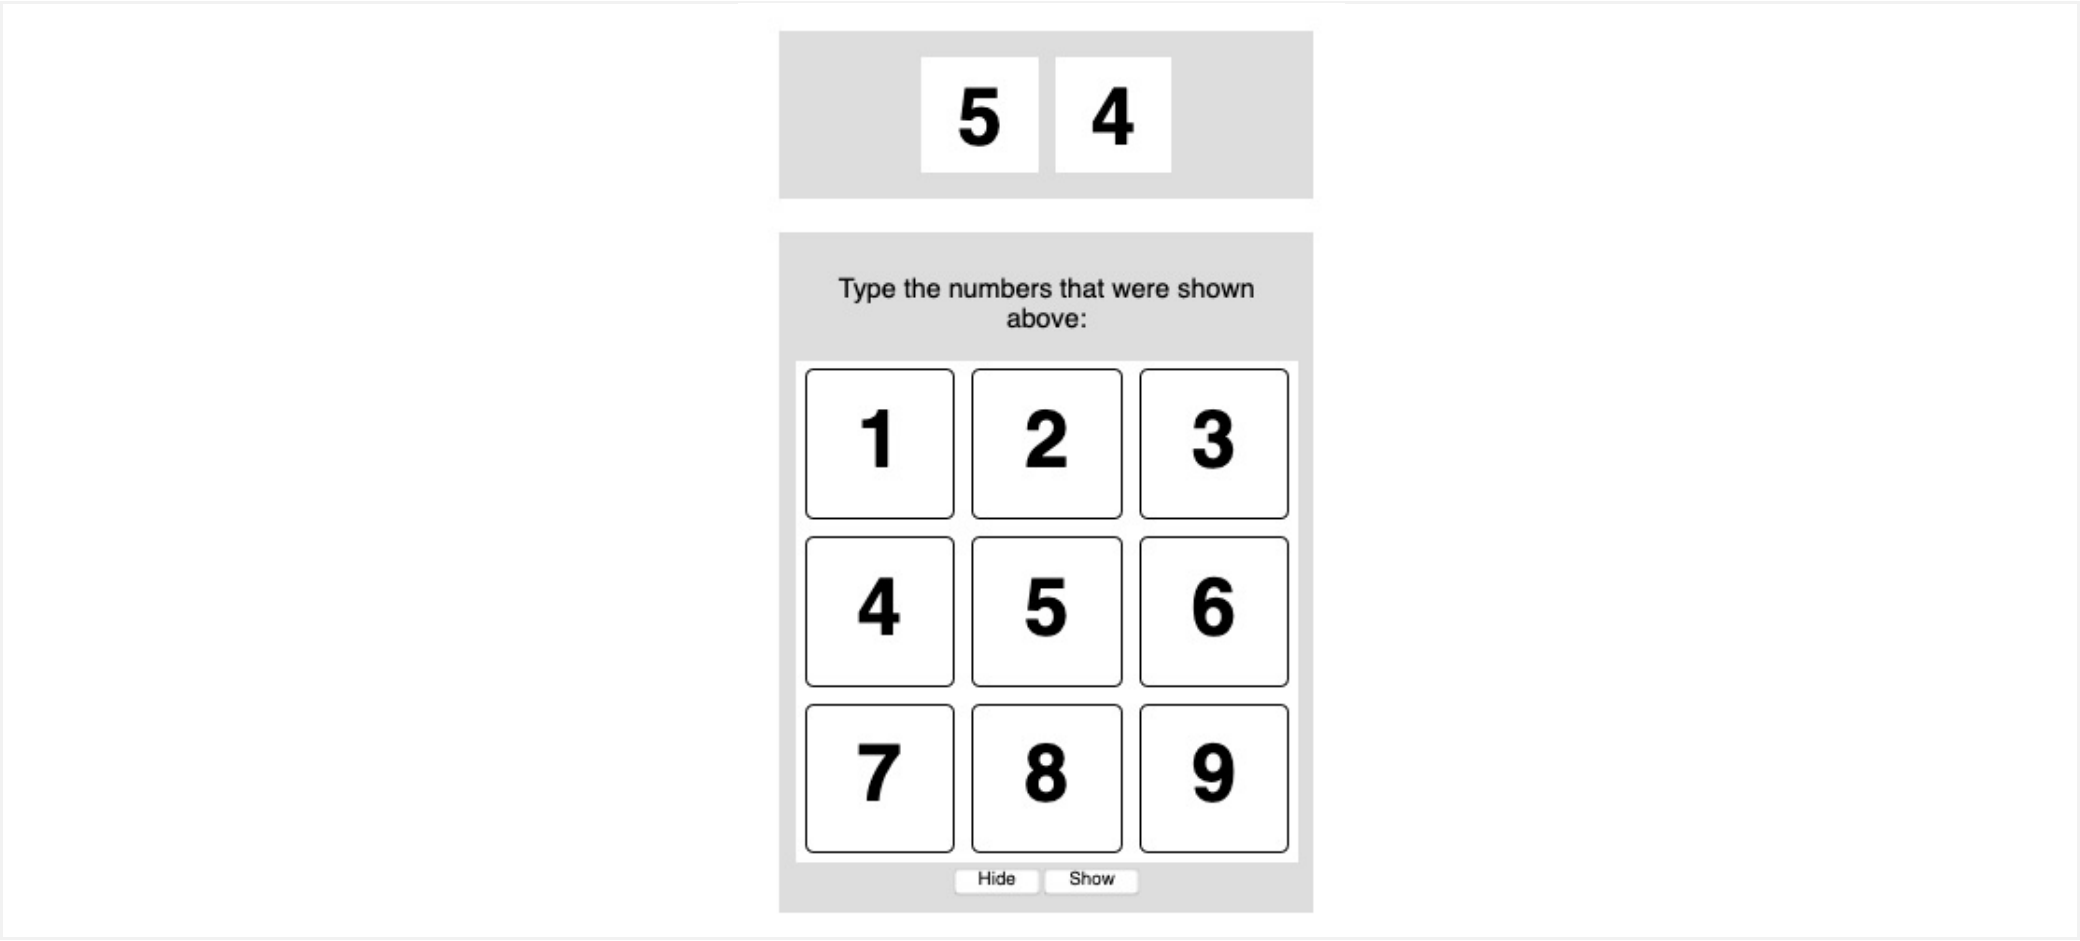 5 4
Type the numbers that were shown
above:
1 2 3
4 5 6
7 8 9
Hide Show